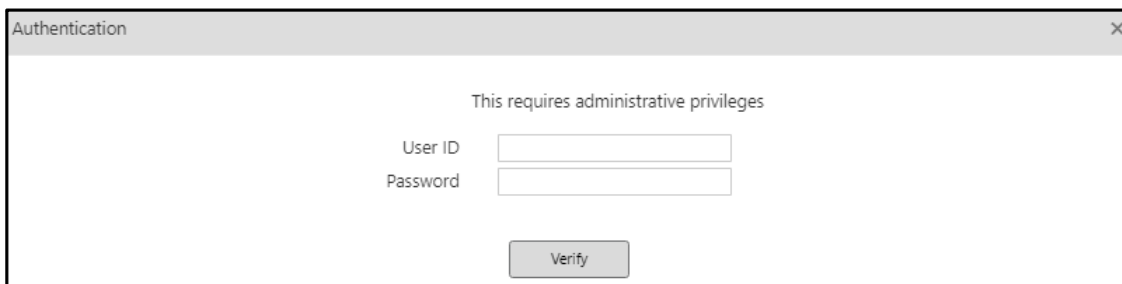 Authentication
This requires administrative privileges
User ID
Password
Verify